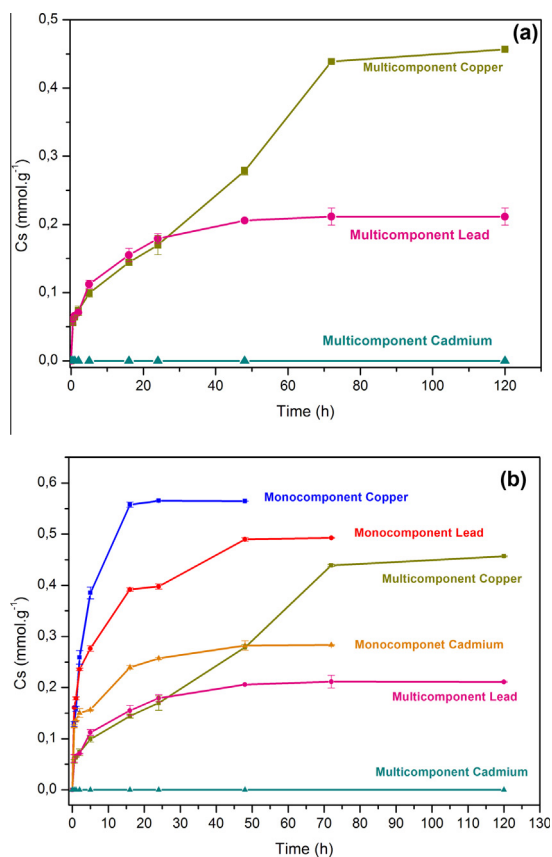 (a)
0,5
Multicomponent Copper
0,4
0,3
Cs (mmol.g⁻¹)
0,2
Multicomponent Lead
0,1
Multicomponent Cadmium
0,0
0 20 40 60 80 100 120
Time (h)
(b)
0,6
Monocomponent Copper
0,5
Monocomponent Lead
Multicomponent Copper
0,4
Cs (mmol.g⁻¹)
0,3
Monocomponet Cadmium
0,2
Multicomponent Lead
0,1
Multicomponent Cadmium
0,0
0 10 20 30 40 50 60 70 80 90 100 110 120 130
Time (h)